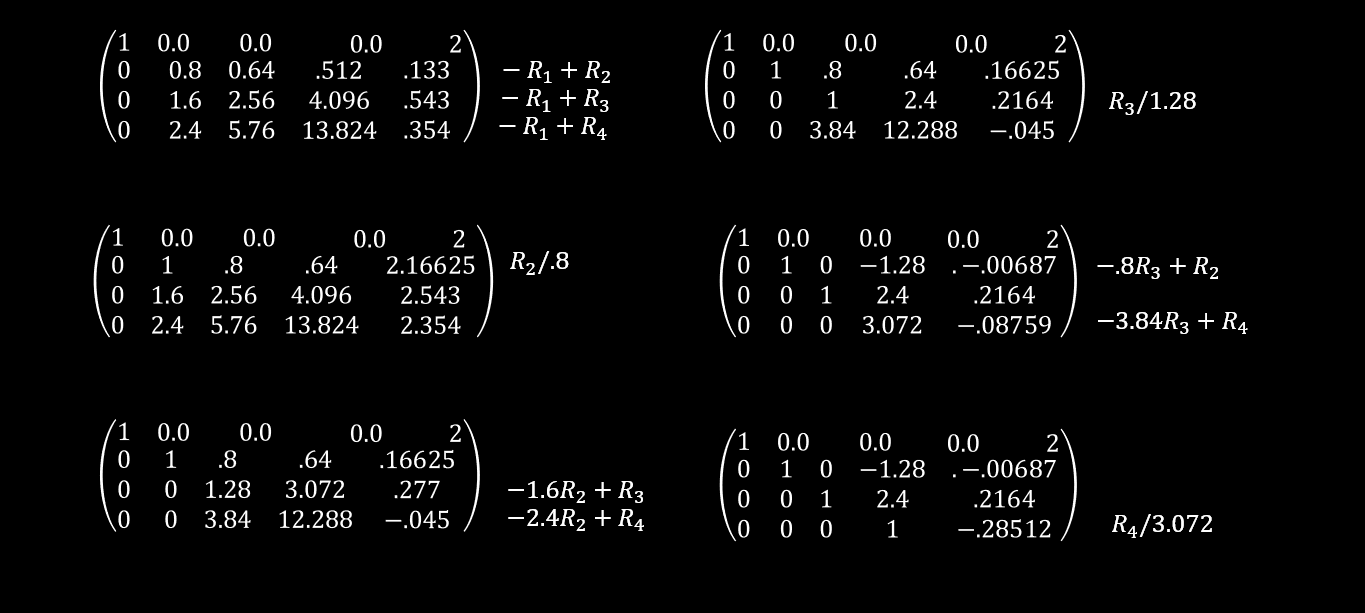 1 0.0 0.0 0.0 2
0 0.8 0.64 .512 .133 − R₁ + R₂
0 1.6 2.56 4.096 .543 − R₁ + R₃
0 2.4 5.76 13.824 .354 − R₁ + R₄
1 0.0 0.0 0.0 2
0 1 .8 .64 2.16625 R₂/.8
0 1.6 2.56 4.096 2.543
0 2.4 5.76 13.824 2.354
1 0.0 0.0 0.0 2
0 1 .8 .64 .16625
0 0 1.28 3.072 .277 −1.6R₂ + R₃
0 0 3.84 12.288 −.045 −2.4R₂ + R₄
1 0.0 0.0 0.0 2
0 1 .8 .64 .16625
0 0 1 2.4 .2164 R₃/1.28
0 0 3.84 12.288 −.045
1 0.0 0.0 0.0 2
0 1 0 −1.28 .−.00687 −.8R₃ + R₂
0 0 1 2.4 .2164
0 0 0 3.072 −.08759 −3.84R₃ + R₄
1 0.0 0.0 0.0 2
0 1 0 −1.28 .−.00687
0 0 1 2.4 .2164
0 0 0 1 −.28512 R₄/3.072